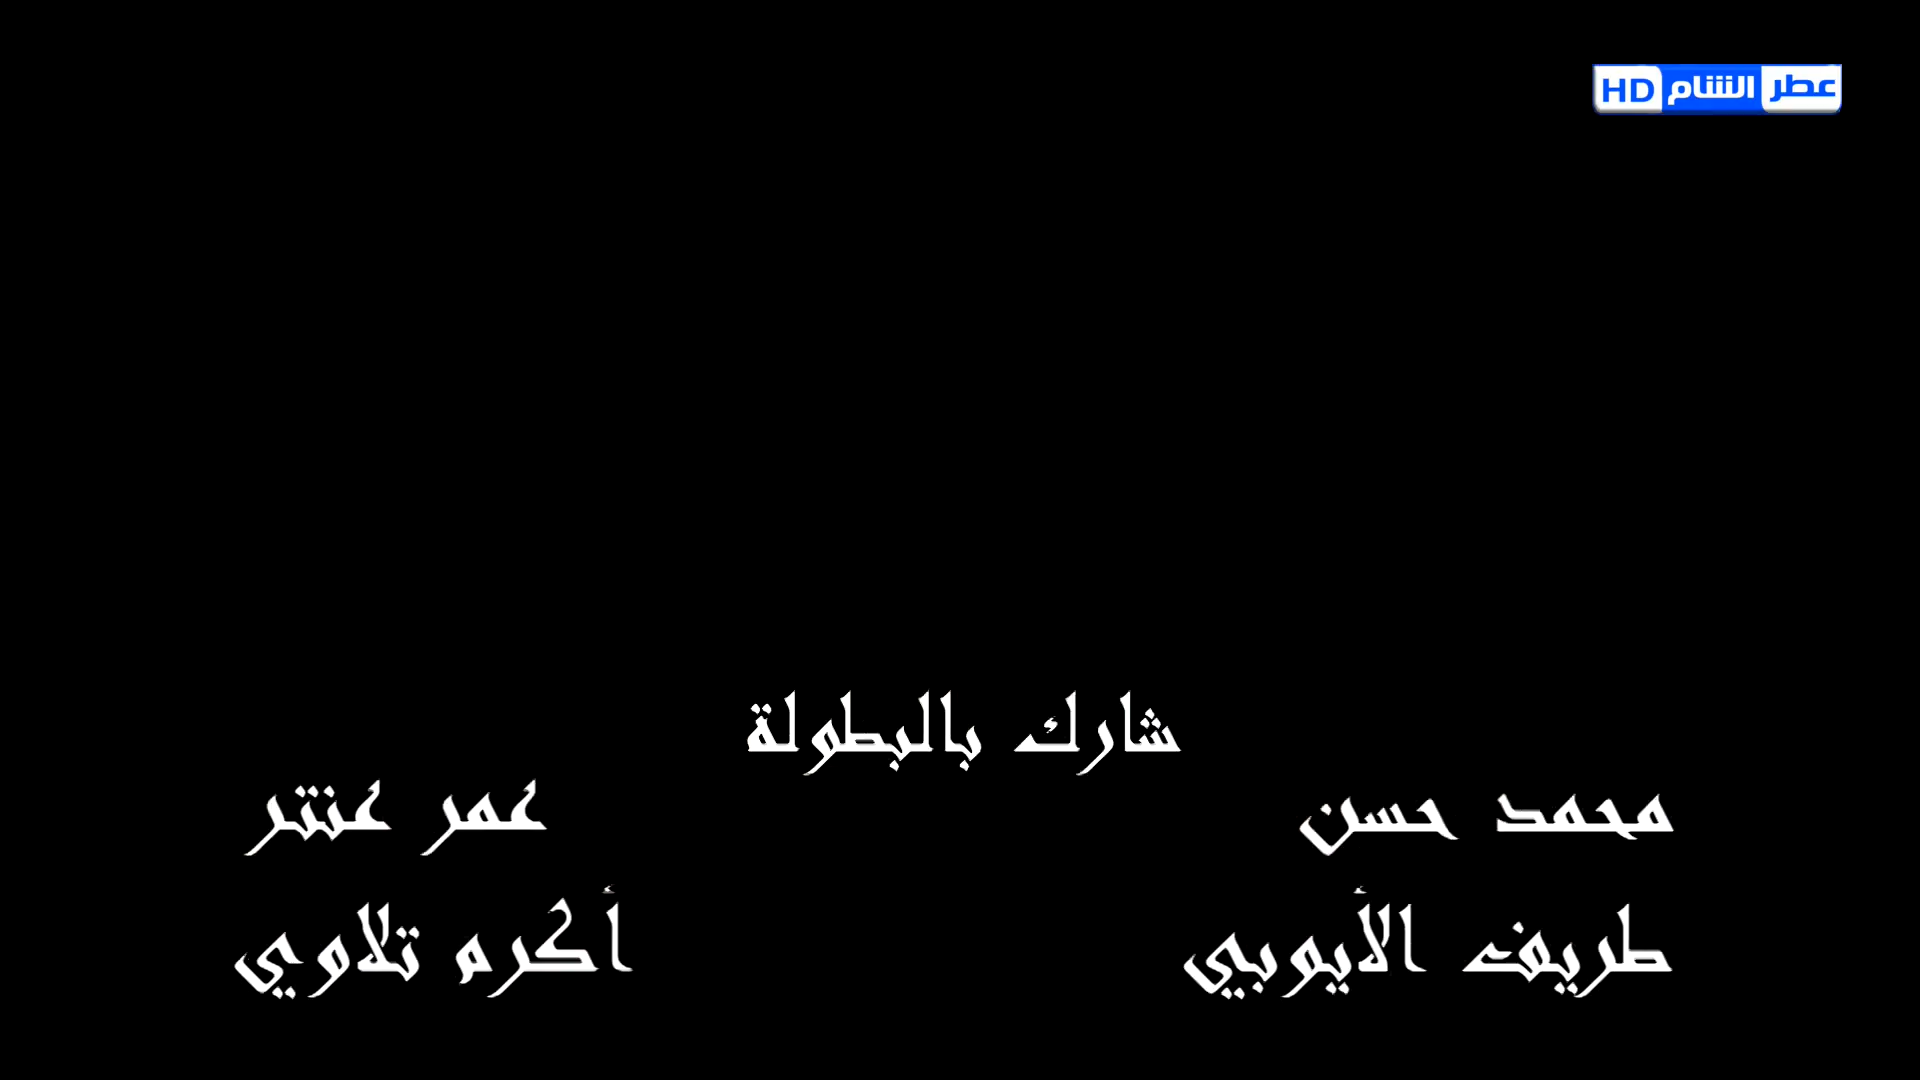 عطر الشام HD
شارك بالبطولة
محمد حسن
عمر عنتر
طريف الأيوبي
أكرم تلاوي